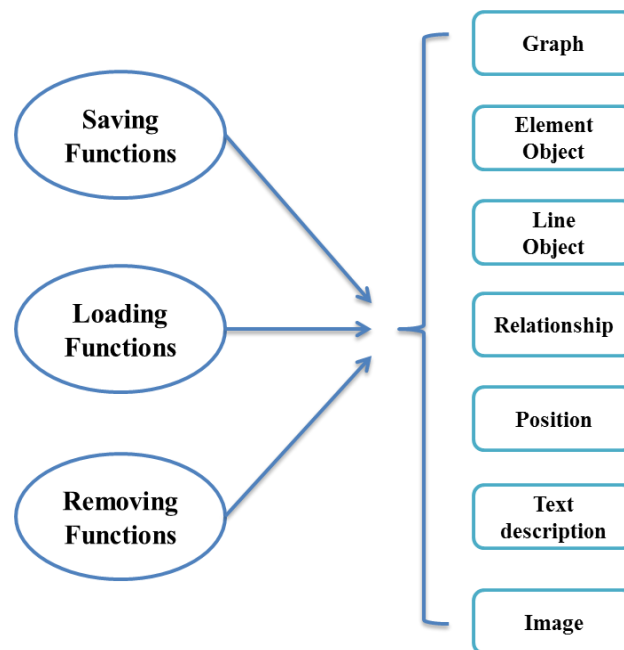 Saving
Functions
Loading
Functions
Removing
Functions
Graph
Element
Object
Line
Object
Relationship
Position
Text
description
Image